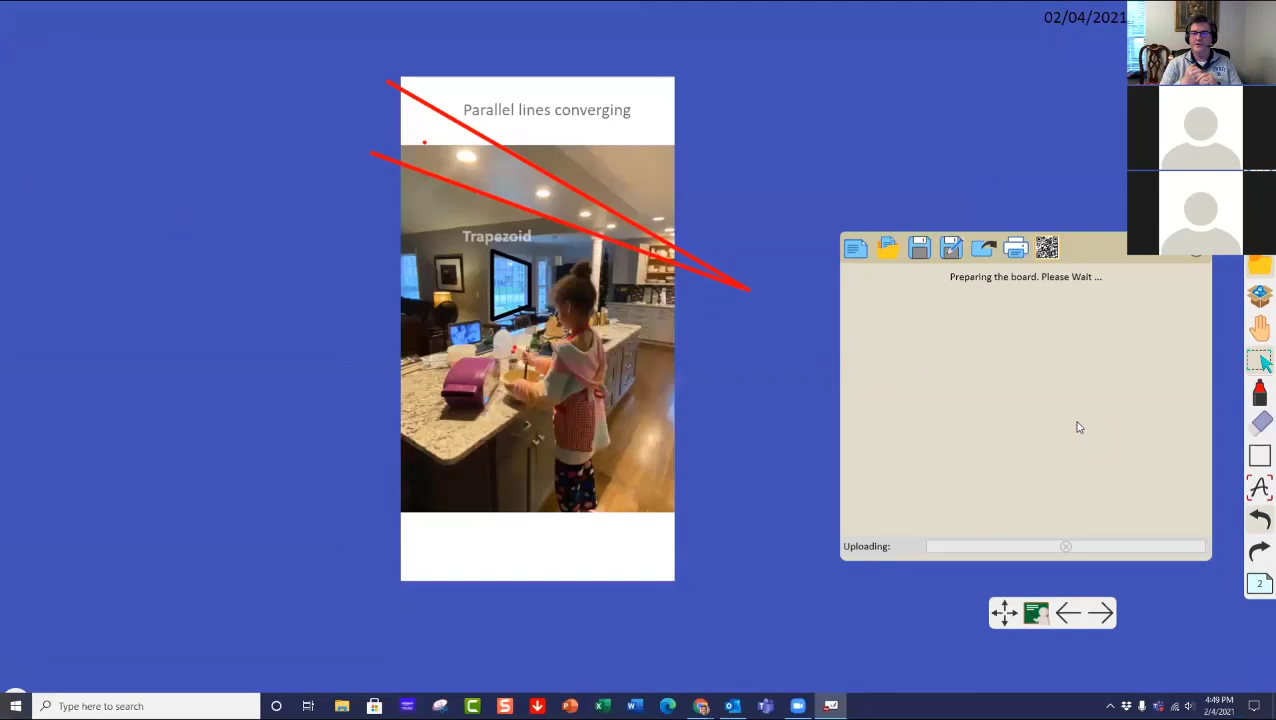 02/04/2021
Parallel lines converging
Trapezoid
Preparing the board. Please Wait ...
Uploading:
2
Type here to search
4:49 PM
2/4/2021